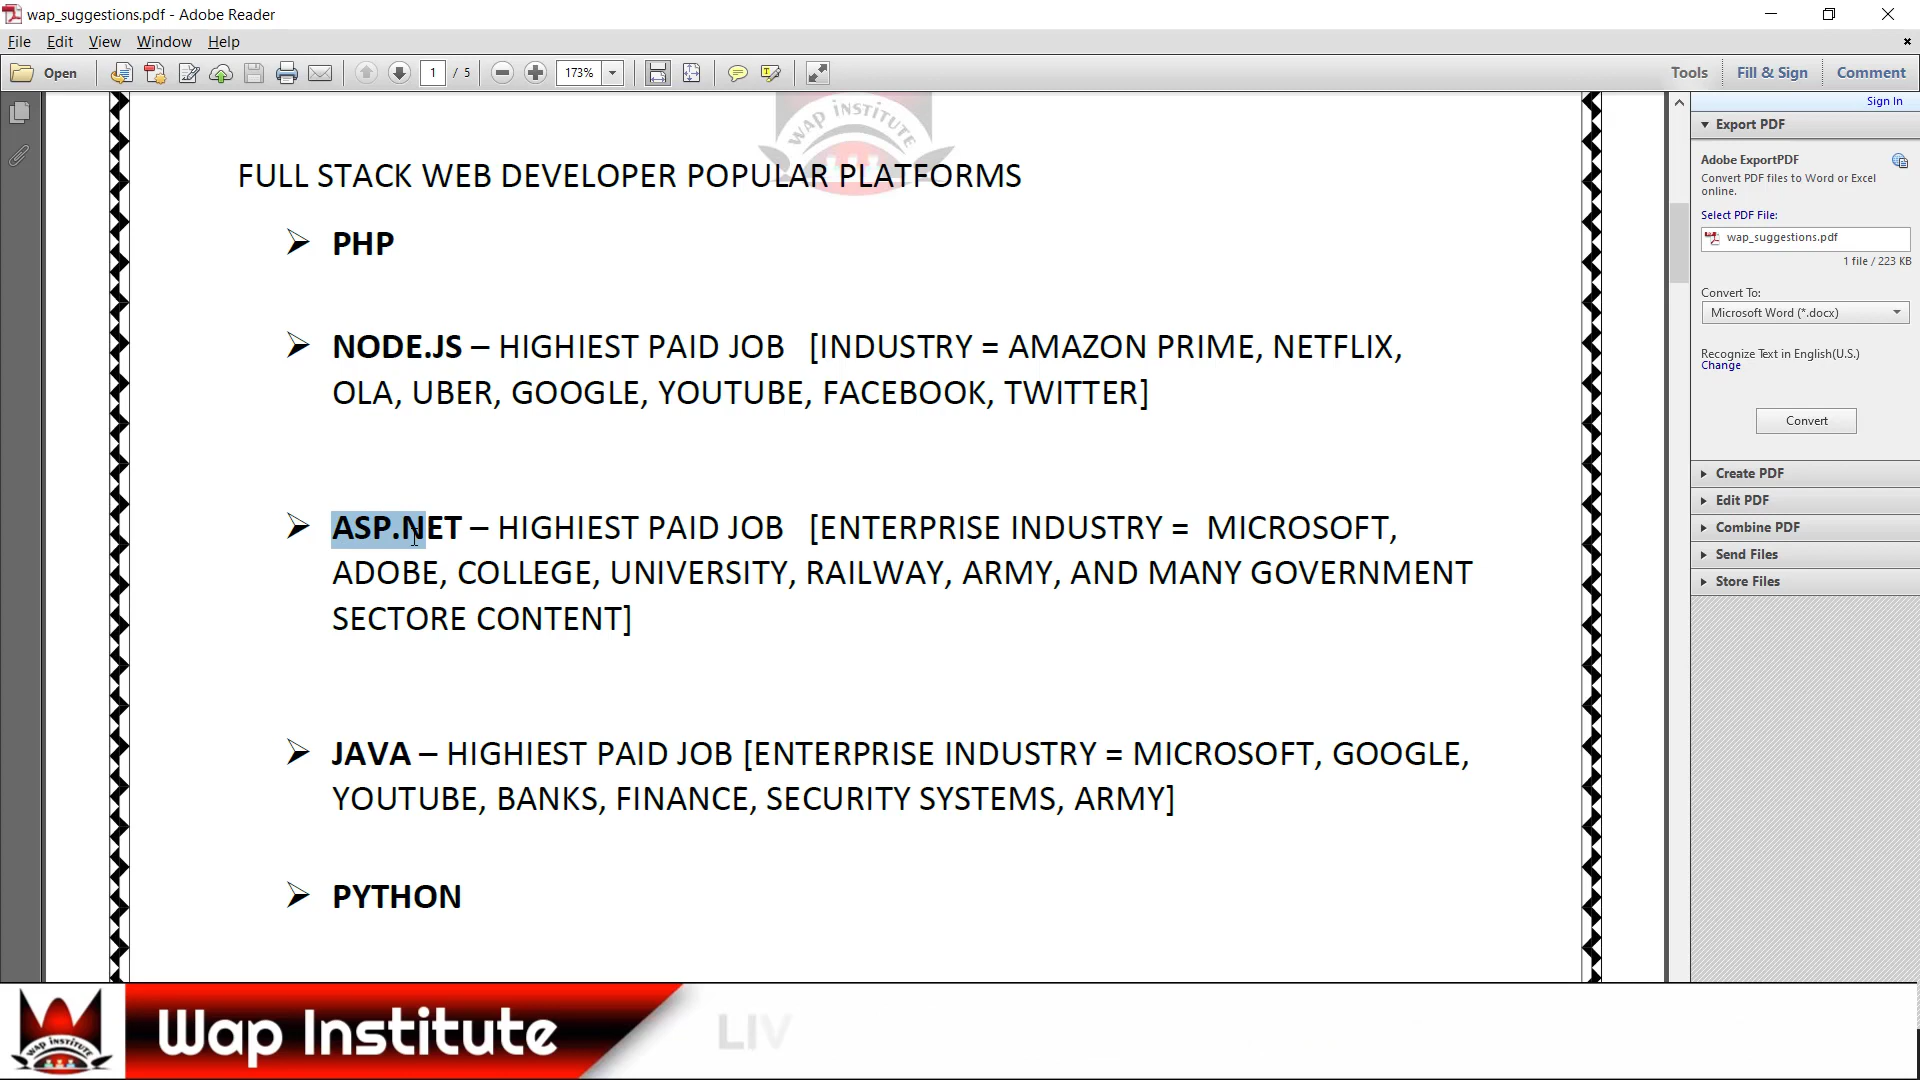 wap_suggestions.pdf - Adobe Reader
File Edit View Window Help
Open 1 / 5 173% Tools Fill & Sign Comment
Sign In
Export PDF
Adobe ExportPDF
Convert PDF files to Word or Excel
online.
Select PDF File:
wap_suggestions.pdf
1 file / 223 KB
Convert To:
Microsoft Word (*.docx)
Recognize Text in English(U.S.)
Change
Convert
Create PDF
Edit PDF
Combine PDF
Send Files
Store Files
WAP INSTITUTE
FULL STACK WEB DEVELOPER POPULAR PLATFORMS
➢ PHP
➢ NODE.JS – HIGHIEST PAID JOB [INDUSTRY = AMAZON PRIME, NETFLIX,
OLA, UBER, GOOGLE, YOUTUBE, FACEBOOK, TWITTER]
➢ ASP.NET – HIGHIEST PAID JOB [ENTERPRISE INDUSTRY = MICROSOFT,
ADOBE, COLLEGE, UNIVERSITY, RAILWAY, ARMY, AND MANY GOVERNMENT
SECTORE CONTENT]
➢ JAVA – HIGHIEST PAID JOB [ENTERPRISE INDUSTRY = MICROSOFT, GOOGLE,
YOUTUBE, BANKS, FINANCE, SECURITY SYSTEMS, ARMY]
➢ PYTHON
WAP INSTITUTE
Wap Institute
LIV